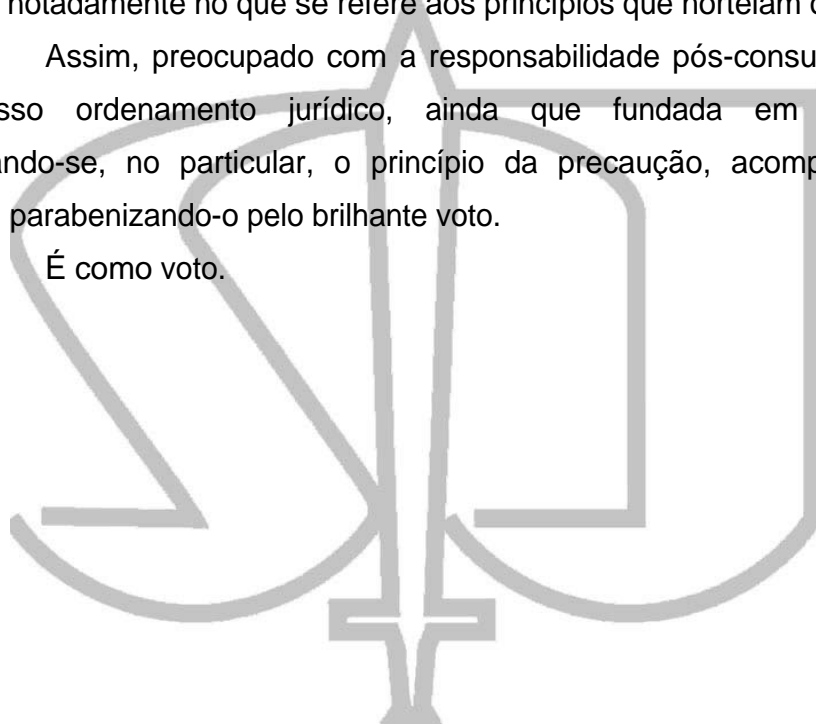 notadamente no que se refere aos princípios que norteiam
Assim, preocupado com a responsabilidade pós-consu
sso ordenamento jurídico, ainda que fundada em
ando-se, no particular, o princípio da precaução, acomp
parabenizando-o pelo brilhante voto.
É como voto.